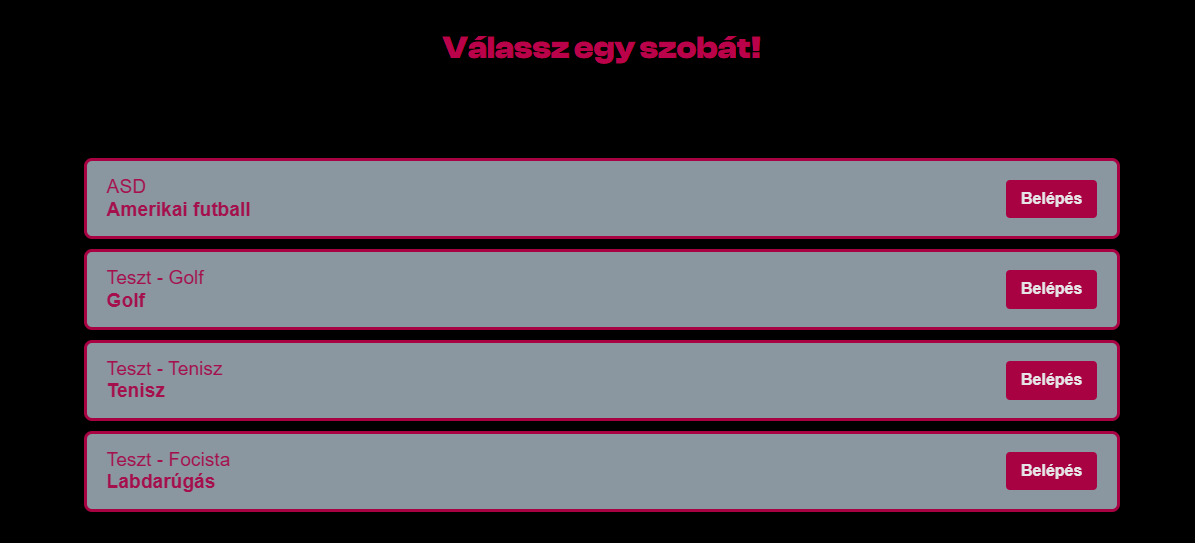 Válassz egy szobát!
ASD
Amerikai futball
Belépés
Teszt - Golf
Golf
Belépés
Teszt - Tenisz
Tenisz
Belépés
Teszt - Focista
Labdarúgás
Belépés